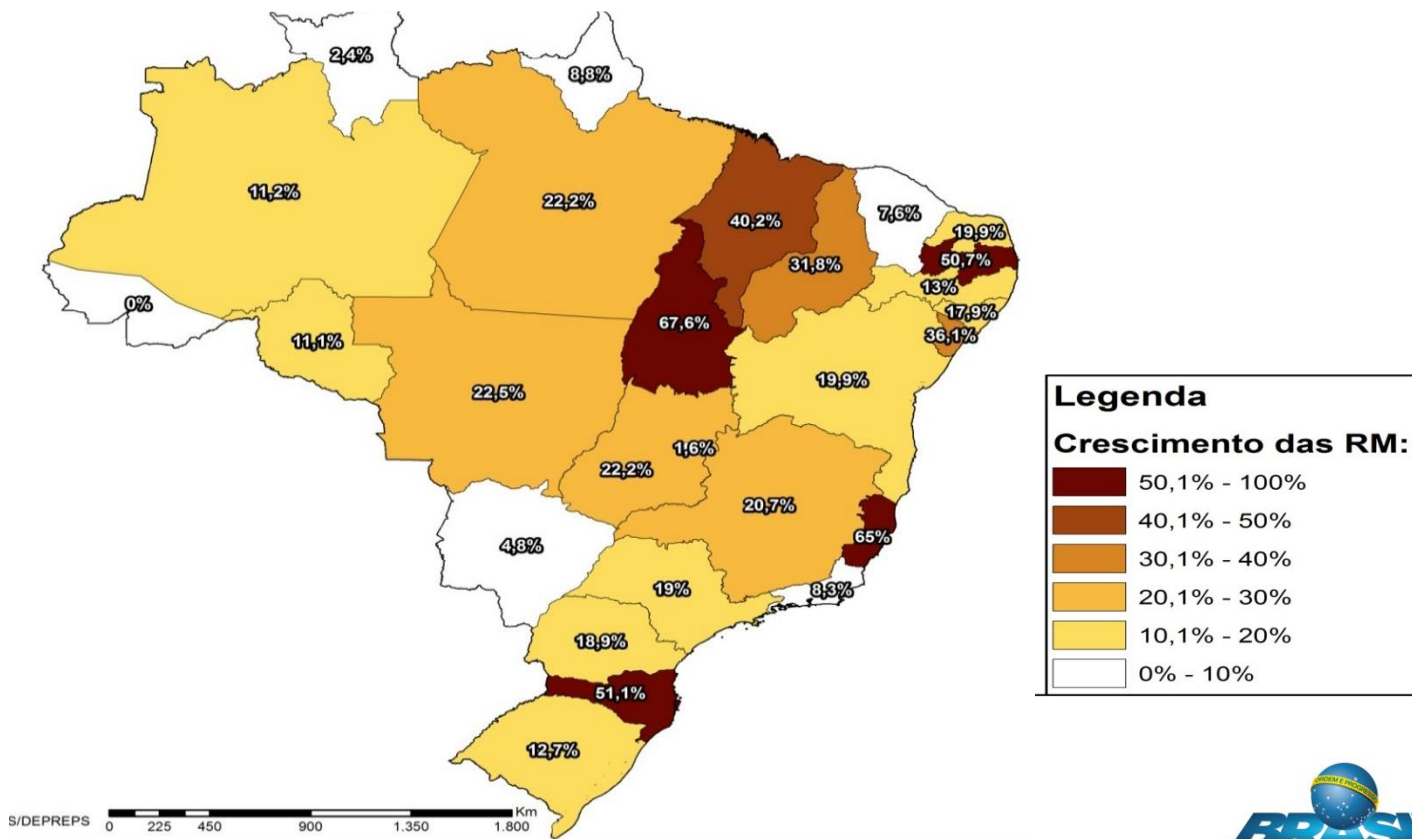 2,4%
8,8%
11,2%
22,2%
7,6%
40,2%
19,9%
50,7%
31,8%
13%
0%
17,9%
67,6%
36,1%
11,1%
19,9%
22,5%
1,6%
22,2%
20,7%
65%
4,8%
19%
8,3%
18,9%
51,1%
12,7%
Legenda
Crescimento das RM:
50,1% - 100%
40,1% - 50%
30,1% - 40%
20,1% - 30%
10,1% - 20%
0% - 10%
S/DEPREPS
Km
0 225 450 900 1.350 1.800
ORDEM E PROGRESSO